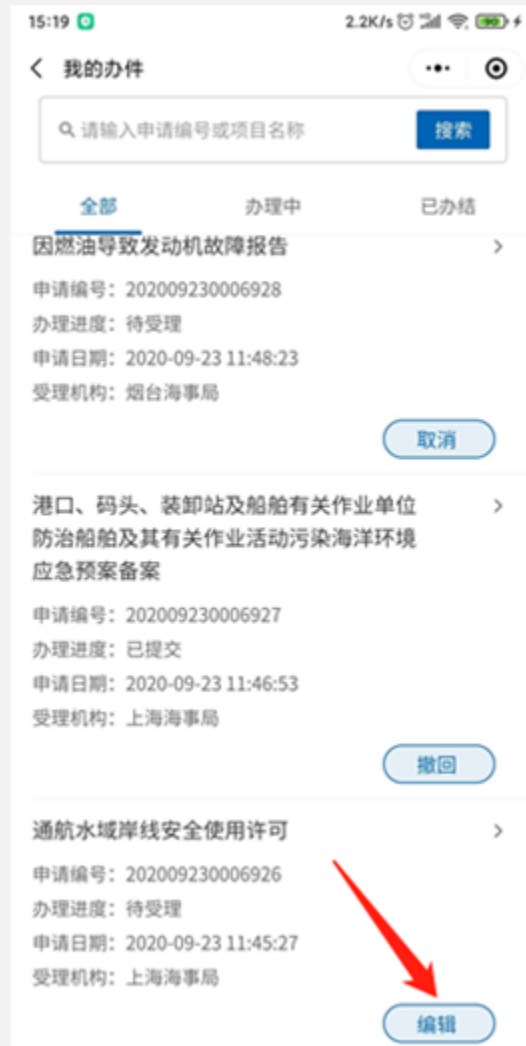 15:19 2.2K/s 90
我的办件
请输入申请编号或项目名称 搜索
全部 办理中 已办结
因燃油导致发动机故障报告
申请编号：202009230006928
办理进度：待受理
申请日期：2020-09-23 11:48:23
受理机构：烟台海事局
取消
港口、码头、装卸站及船舶有关作业单位
防治船舶及其有关作业活动污染海洋环境
应急预案备案
申请编号：202009230006927
办理进度：已提交
申请日期：2020-09-23 11:46:53
受理机构：上海海事局
撤回
通航水域岸线安全使用许可
申请编号：202009230006926
办理进度：待受理
申请日期：2020-09-23 11:45:27
受理机构：上海海事局
编辑